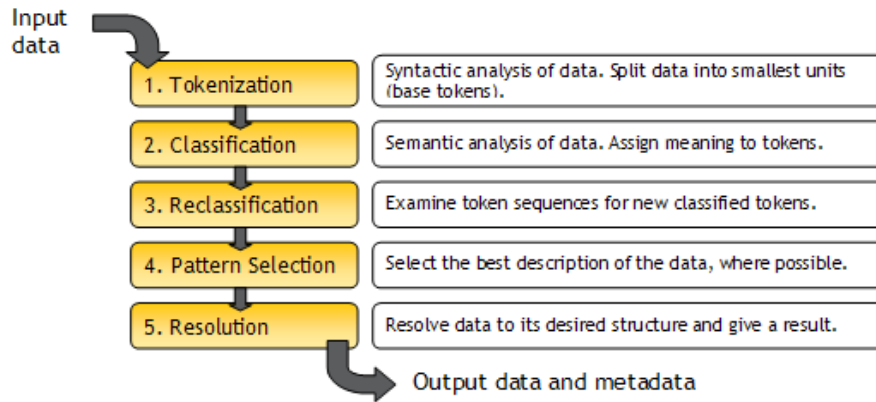 Input
data
1. Tokenization
Syntactic analysis of data. Split data into smallest units
(base tokens).
2. Classification
Semantic analysis of data. Assign meaning to tokens.
3. Reclassification
Examine token sequences for new classified tokens.
4. Pattern Selection
Select the best description of the data, where possible.
5. Resolution
Resolve data to its desired structure and give a result.
Output data and metadata